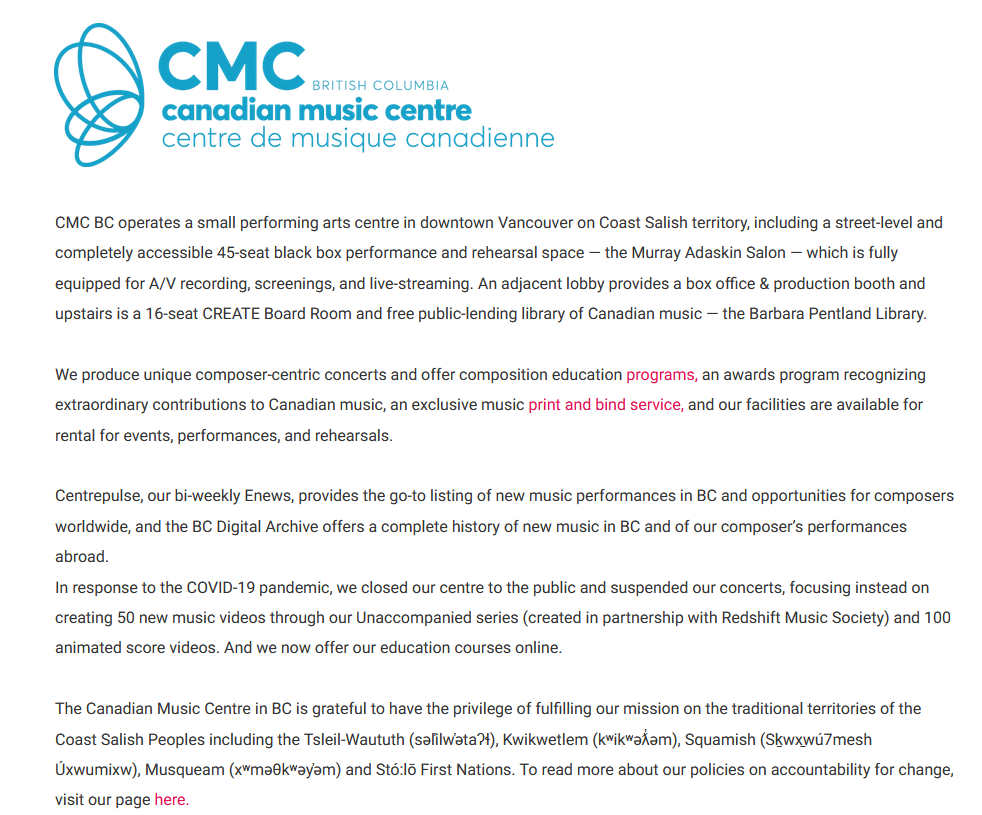 CMC BRITISH COLUMBIA
canadian music centre
centre de musique canadienne
CMC BC operates a small performing arts centre in downtown Vancouver on Coast Salish territory, including a street-level and
completely accessible 45-seat black box performance and rehearsal space — the Murray Adaskin Salon — which is fully
equipped for A/V recording, screenings, and live-streaming. An adjacent lobby provides a box office & production booth and
upstairs is a 16-seat CREATE Board Room and free public-lending library of Canadian music — the Barbara Pentland Library.
We produce unique composer-centric concerts and offer composition education programs, an awards program recognizing
extraordinary contributions to Canadian music, an exclusive music print and bind service, and our facilities are available for
rental for events, performances, and rehearsals.
Centrepulse, our bi-weekly Enews, provides the go-to listing of new music performances in BC and opportunities for composers
worldwide, and the BC Digital Archive offers a complete history of new music in BC and of our composer's performances
abroad.
In response to the COVID-19 pandemic, we closed our centre to the public and suspended our concerts, focusing instead on
creating 50 new music videos through our Unaccompanied series (created in partnership with Redshift Music Society) and 100
animated score videos. And we now offer our education courses online.
The Canadian Music Centre in BC is grateful to have the privilege of fulfilling our mission on the traditional territories of the
Coast Salish Peoples including the Tsleil-Waututh (səl̓ilw̓ətaʔɬ), Kwikwetlem (kʷikʷəƛ̓əm), Squamish (Sḵwx̱wú7mesh
Úxwumixw), Musqueam (xʷməθkʷəy̓əm) and Stó:lō First Nations. To read more about our policies on accountability for change,
visit our page here.